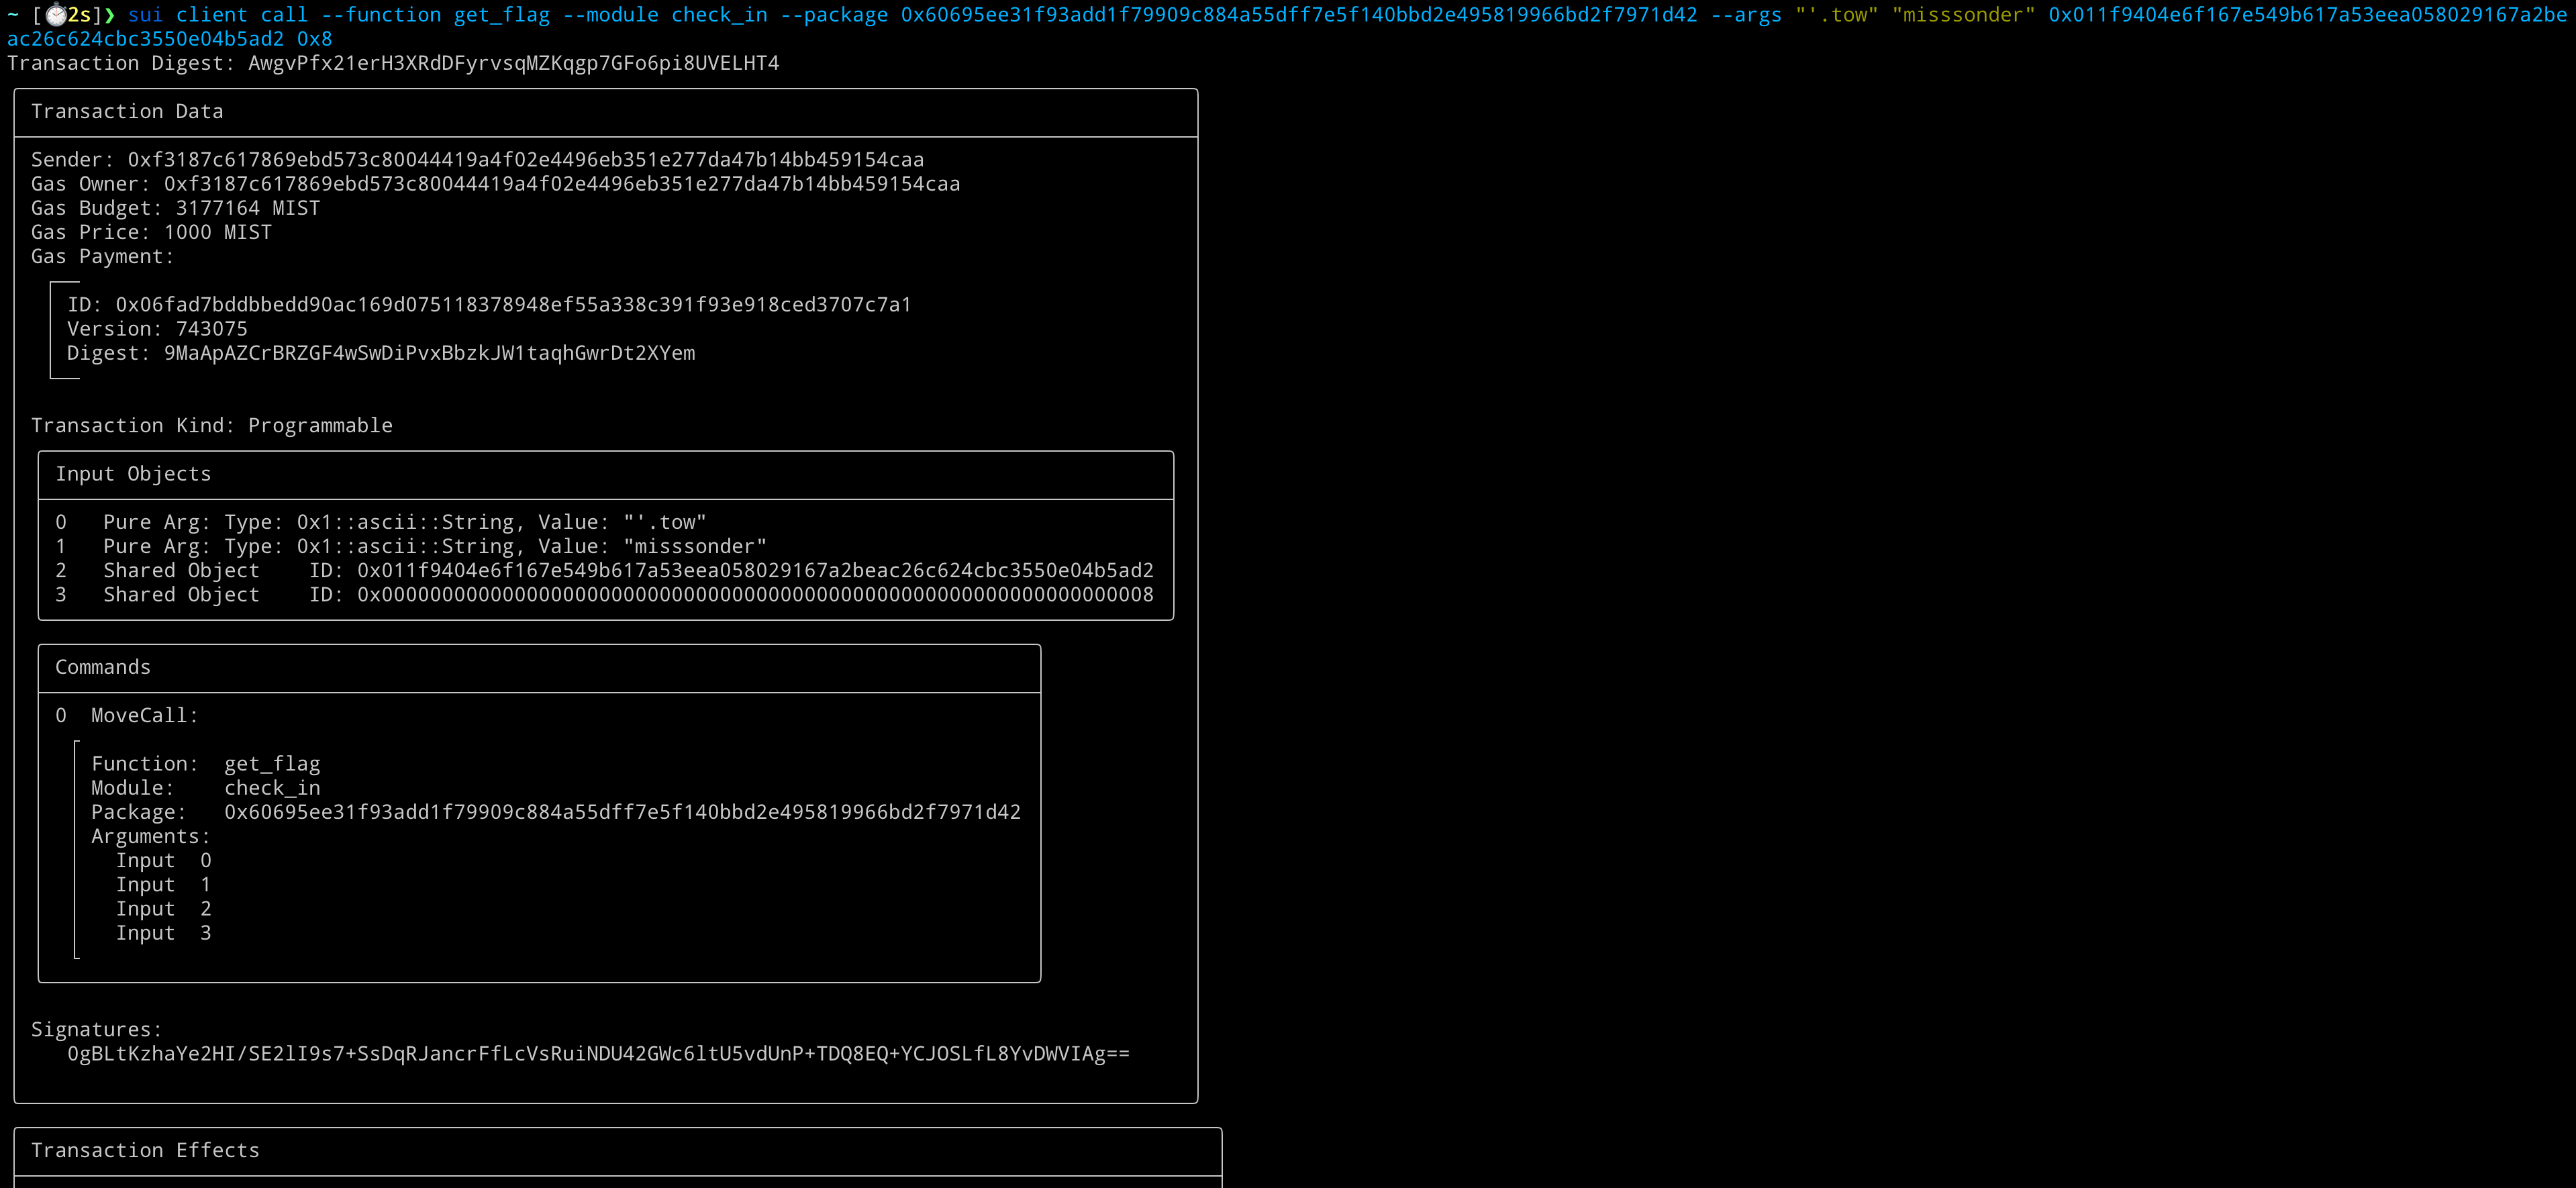 ~ [⏱2s]❯ sui client call --function get_flag --module check_in --package 0x60695ee31f93add1f79909c884a55dff7e5f140bbd2e495819966bd2f7971d42 --args "'.tow" "misssonder" 0x011f9404e6f167e549b617a53eea058029167a2be
ac26c624cbc3550e04b5ad2 0x8
Transaction Digest: AwgvPfx21erH3XRdDFyrvsqMZKqgp7GFo6pi8UVELHT4
Transaction Data
Sender: 0xf3187c617869ebd573c80044419a4f02e4496eb351e277da47b14bb459154caa
Gas Owner: 0xf3187c617869ebd573c80044419a4f02e4496eb351e277da47b14bb459154caa
Gas Budget: 3177164 MIST
Gas Price: 1000 MIST
Gas Payment:
ID: 0x06fad7bddbbedd90ac169d075118378948ef55a338c391f93e918ced3707c7a1
Version: 743075
Digest: 9MaApAZCrBRZGF4wSwDiPvxBbzkJW1taqhGwrDt2XYem
Transaction Kind: Programmable
Input Objects
0 Pure Arg: Type: 0x1::ascii::String, Value: "'.tow"
1 Pure Arg: Type: 0x1::ascii::String, Value: "misssonder"
2 Shared Object ID: 0x011f9404e6f167e549b617a53eea058029167a2beac26c624cbc3550e04b5ad2
3 Shared Object ID: 0x0000000000000000000000000000000000000000000000000000000000000008
Commands
0 MoveCall:
Function: get_flag
Module: check_in
Package: 0x60695ee31f93add1f79909c884a55dff7e5f140bbd2e495819966bd2f7971d42
Arguments:
Input 0
Input 1
Input 2
Input 3
Signatures:
0gBLtKzhaYe2HI/SE2lI9s7+SsDqRJancrFfLcVsRuiNDU42GWc6ltU5vdUnP+TDQ8EQ+YCJOSLfL8YvDWVIAg==
Transaction Effects